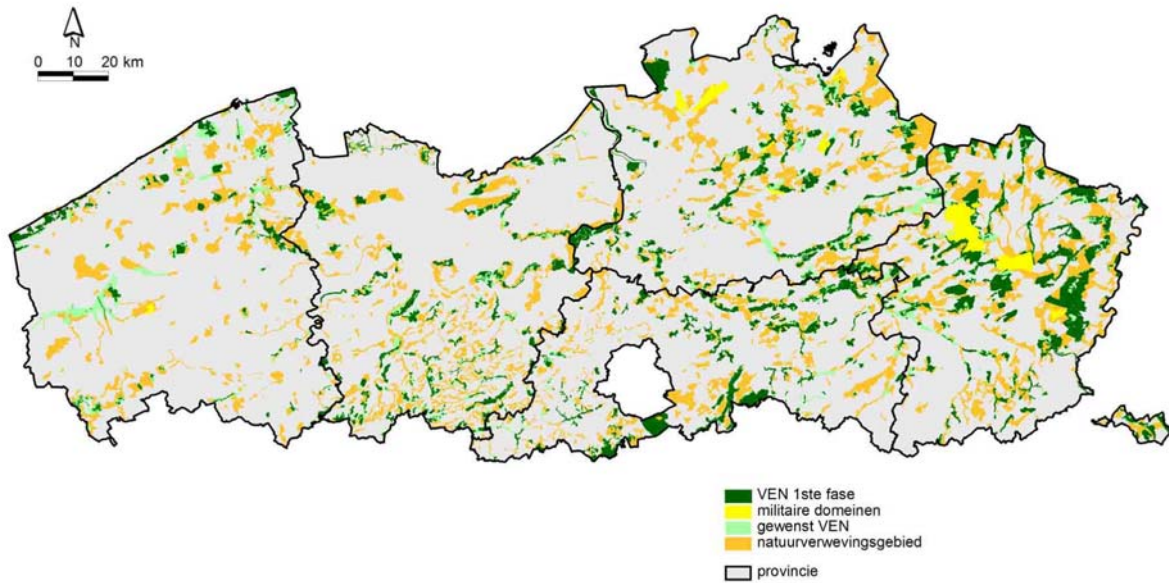 N
0 10 20 km
VEN 1ste fase
militaire domeinen
gewenst VEN
natuurverwevingsgebied
provincie